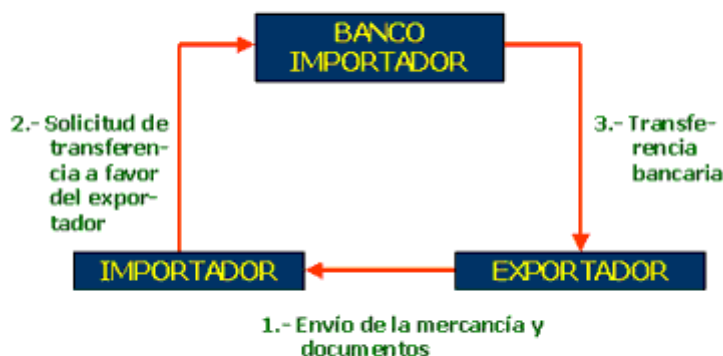 BANCO
IMPORTADOR
2.- Solicitud de
transferen-
cia a favor
del expor-
tador
3.- Transfe-
rencia
bancaria
IMPORTADOR
EXPORTADOR
1.- Envío de la mercancía y
documentos